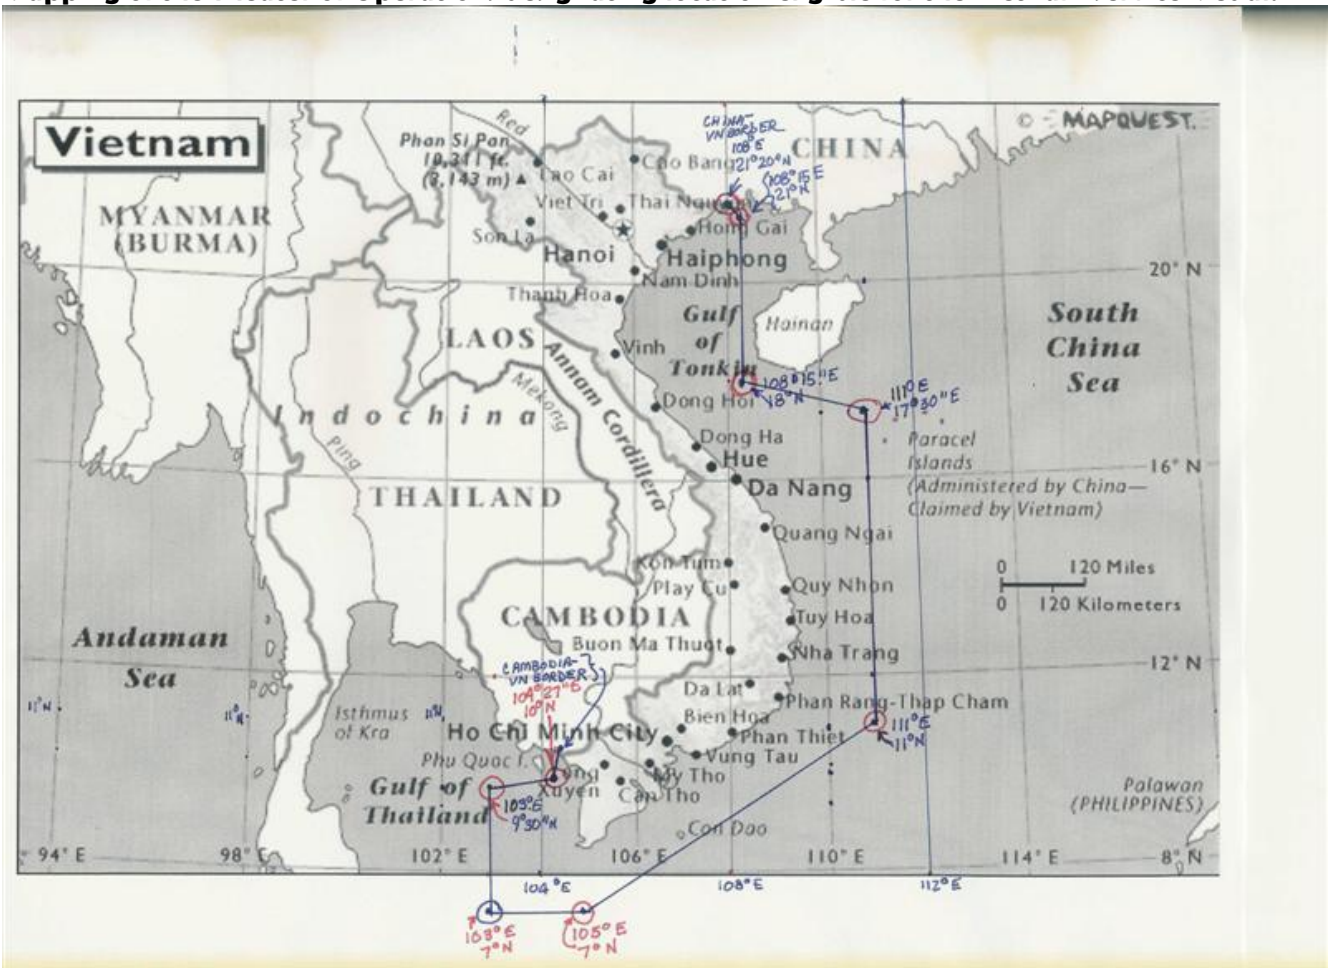 Vietnam
© MAPQUEST.
CHINA-
VN BORDER
108°E
21°20"N
108°15"E
21°N
CHINA
Red
Phan Si Pan
10,311 ft.
(3,143 m)
Cao Bang
Lao Cai
Viet Tri
Thai Nguyen
MYANMAR
(BURMA)
Son La
Hanoi
Hong Gai
Haiphong
Nam Dinh
20° N
Thanh Hoa
Gulf
of
Tonkin
Hainan
South
China
Sea
LAOS
Vinh
Annam Cordillera
Mekong
108°15"E
18°N
111°E
17°30"E
Dong Hoi
Indochina
Ping
Dong Ha
Hue
Paracel
Islands
(Administered by China—
Claimed by Vietnam)
16° N
THAILAND
Da Nang
Quang Ngai
Kon Tum
Play Cu
Quy Nhon
0 120 Miles
0 120 Kilometers
CAMBODIA
Tuy Hoa
Andaman
Sea
Buon Ma Thuot
Nha Trang
12° N
CAMBODIA-
VN BORDER
104°27"E
10°N
Da Lat
Phan Rang-Thap Cham
11°N
11°N
11°N
Isthmus
of Kra
Bien Hoa
Ho Chi Minh City
Phan Thiet
111°E
11°N
Phu Quoc I.
Vung Tau
Long
Xuyen
My Tho
Can Tho
Gulf of
Thailand
103°E
9°30"N
Con Dao
Palawan
(PHILIPPINES)
94° E
98° E
102° E
106° E
110° E
114° E
8° N
104°E
108°E
112°E
103°E
7°N
105°E
7°N